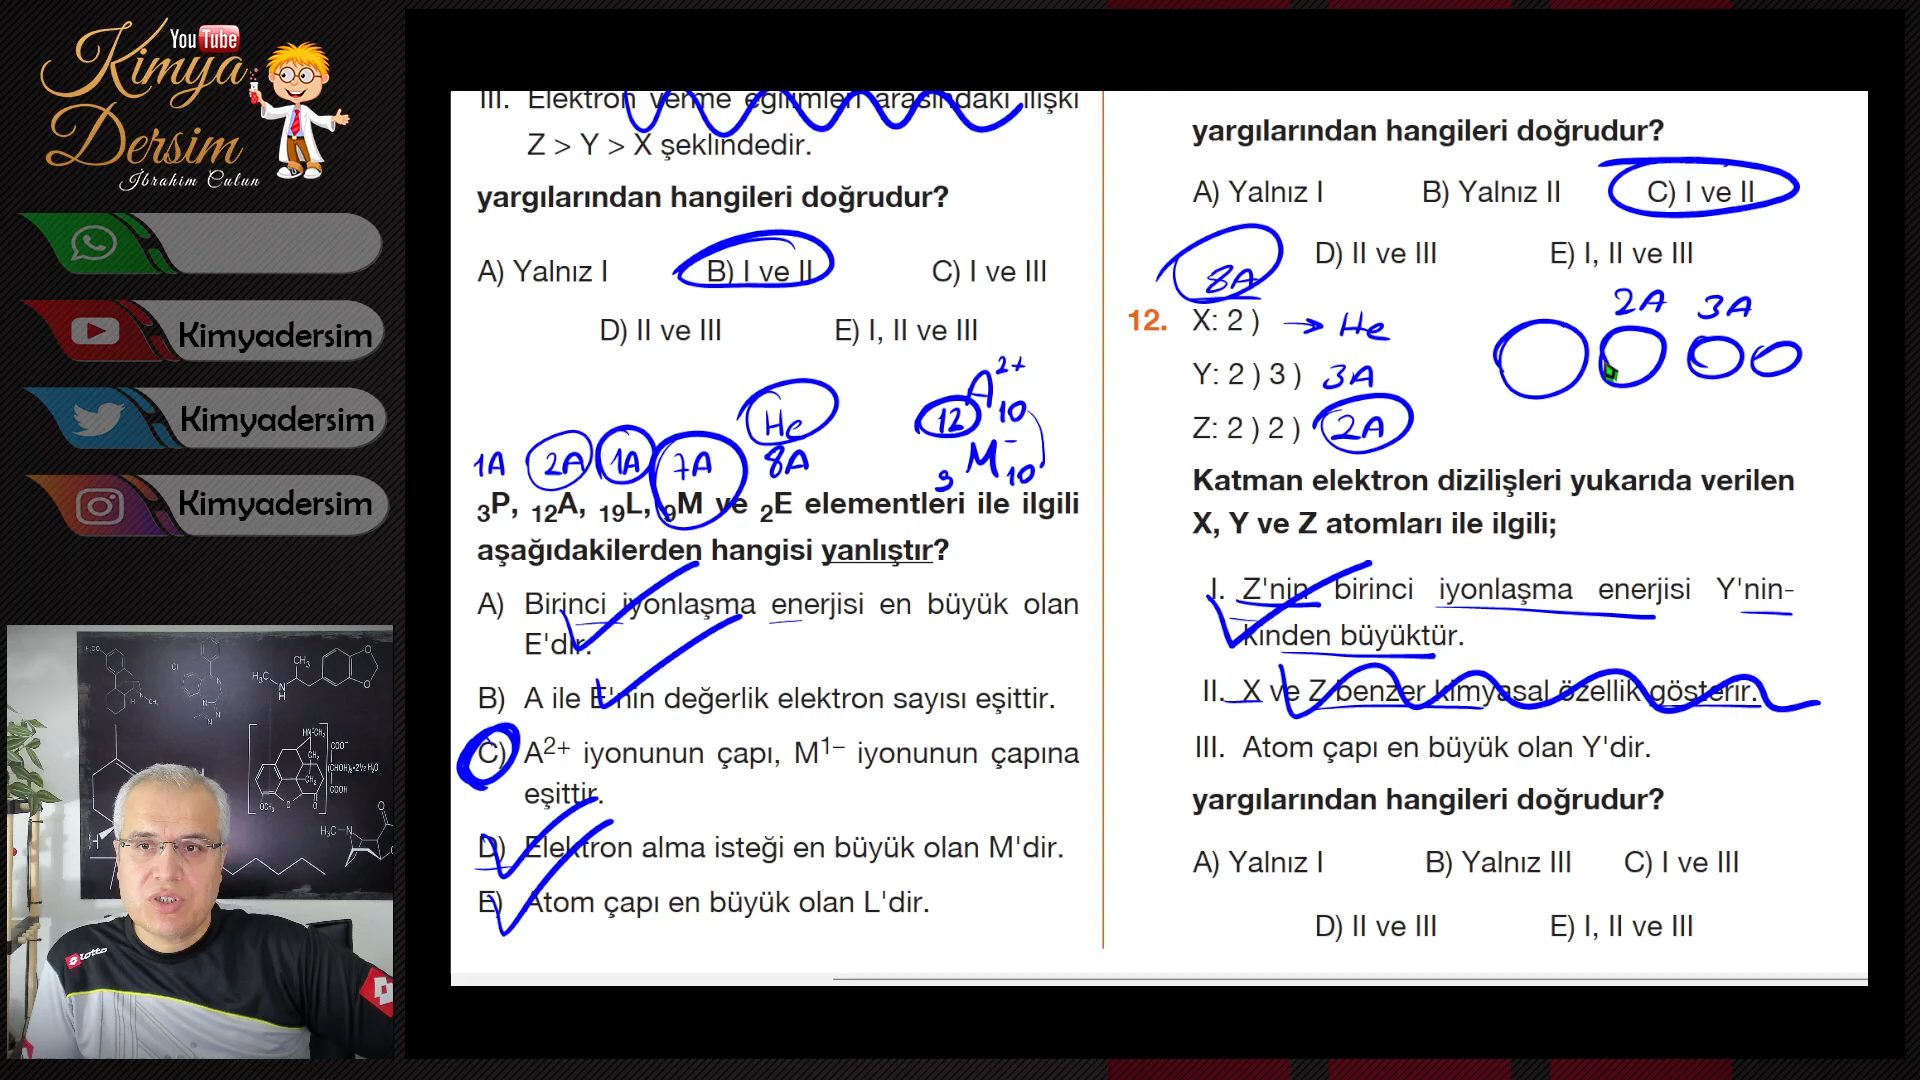 You Tube
Kimya
Dersim
İbrahim Culun
Kimyadersim
Kimyadersim
Kimyadersim
lotto
III. Elektron verme eğilimleri arasındaki ilişki
Z > Y > X şeklindedir.
yargılarından hangileri doğrudur?
A) Yalnız I B) I ve II C) I ve III
D) II ve III E) I, II ve III
He A 2+ 10
12
1A 2A 1A 7A 8A M - 10
9
3P, 12A, 19L, 9M ve 2E elementleri ile ilgili
aşağıdakilerden hangisi yanlıştır?
A) Birinci iyonlaşma enerjisi en büyük olan
E'dir.
B) A ile E'nin değerlik elektron sayısı eşittir.
C) A2+ iyonunun çapı, M1– iyonunun çapına
eşittir.
D) Elektron alma isteği en büyük olan M'dir.
E) Atom çapı en büyük olan L'dir.
yargılarından hangileri doğrudur?
A) Yalnız I B) Yalnız II C) I ve II
D) II ve III E) I, II ve III
8A
2A 3A
12. X: 2 ) → He
Y: 2 ) 3 ) 3A
Z: 2 ) 2 ) 2A
Katman elektron dizilişleri yukarıda verilen
X, Y ve Z atomları ile ilgili;
I. Z'nin birinci iyonlaşma enerjisi Y'nin-
kinden büyüktür.
II. X ve Z benzer kimyasal özellik gösterir.
III. Atom çapı en büyük olan Y'dir.
yargılarından hangileri doğrudur?
A) Yalnız I B) Yalnız III C) I ve III
D) II ve III E) I, II ve III